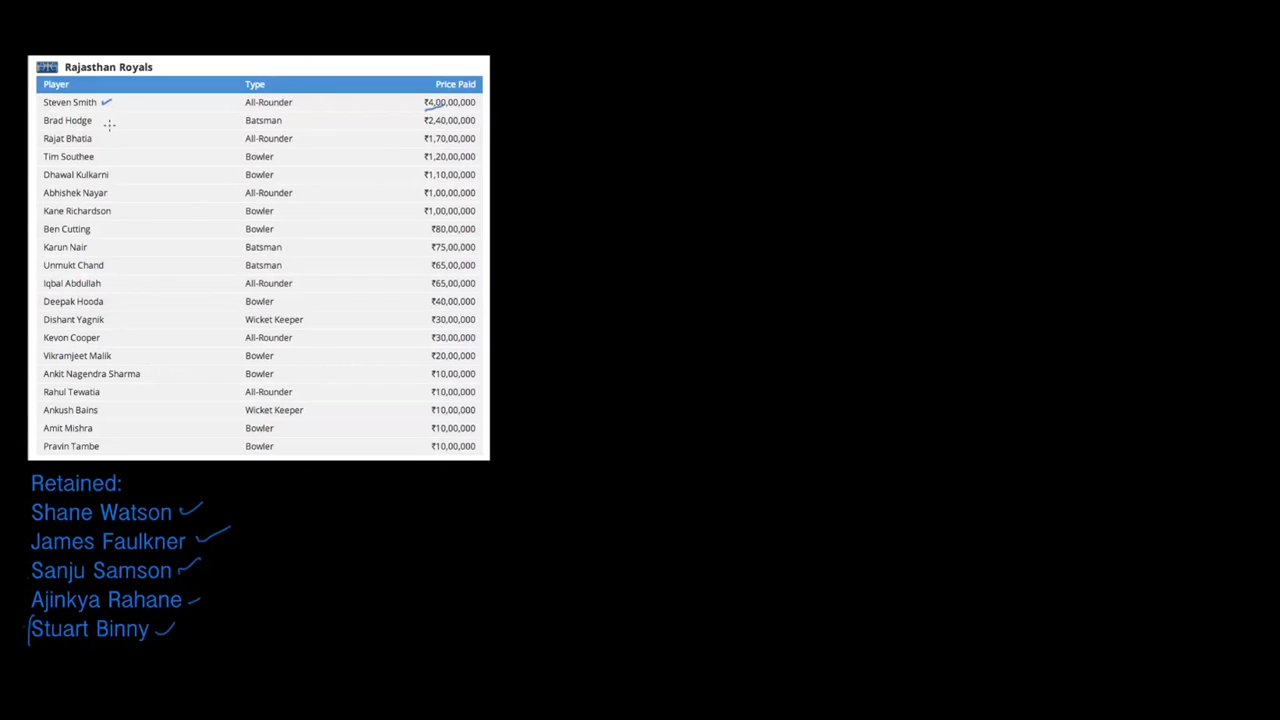 Rajasthan Royals
Player Type Price Paid
Steven Smith All-Rounder ₹4,00,00,000
Brad Hodge Batsman ₹2,40,00,000
Rajat Bhatia All-Rounder ₹1,70,00,000
Tim Southee Bowler ₹1,20,00,000
Dhawal Kulkarni Bowler ₹1,10,00,000
Abhishek Nayar All-Rounder ₹1,00,00,000
Kane Richardson Bowler ₹1,00,00,000
Ben Cutting Bowler ₹80,00,000
Karun Nair Batsman ₹75,00,000
Unmukt Chand Batsman ₹65,00,000
Iqbal Abdullah All-Rounder ₹65,00,000
Deepak Hooda Bowler ₹40,00,000
Dishant Yagnik Wicket Keeper ₹30,00,000
Kevon Cooper All-Rounder ₹30,00,000
Vikramjeet Malik Bowler ₹20,00,000
Ankit Nagendra Sharma Bowler ₹10,00,000
Rahul Tewatia All-Rounder ₹10,00,000
Ankush Bains Wicket Keeper ₹10,00,000
Amit Mishra Bowler ₹10,00,000
Pravin Tambe Bowler ₹10,00,000
Retained:
Shane Watson
James Faulkner
Sanju Samson
Ajinkya Rahane
Stuart Binny